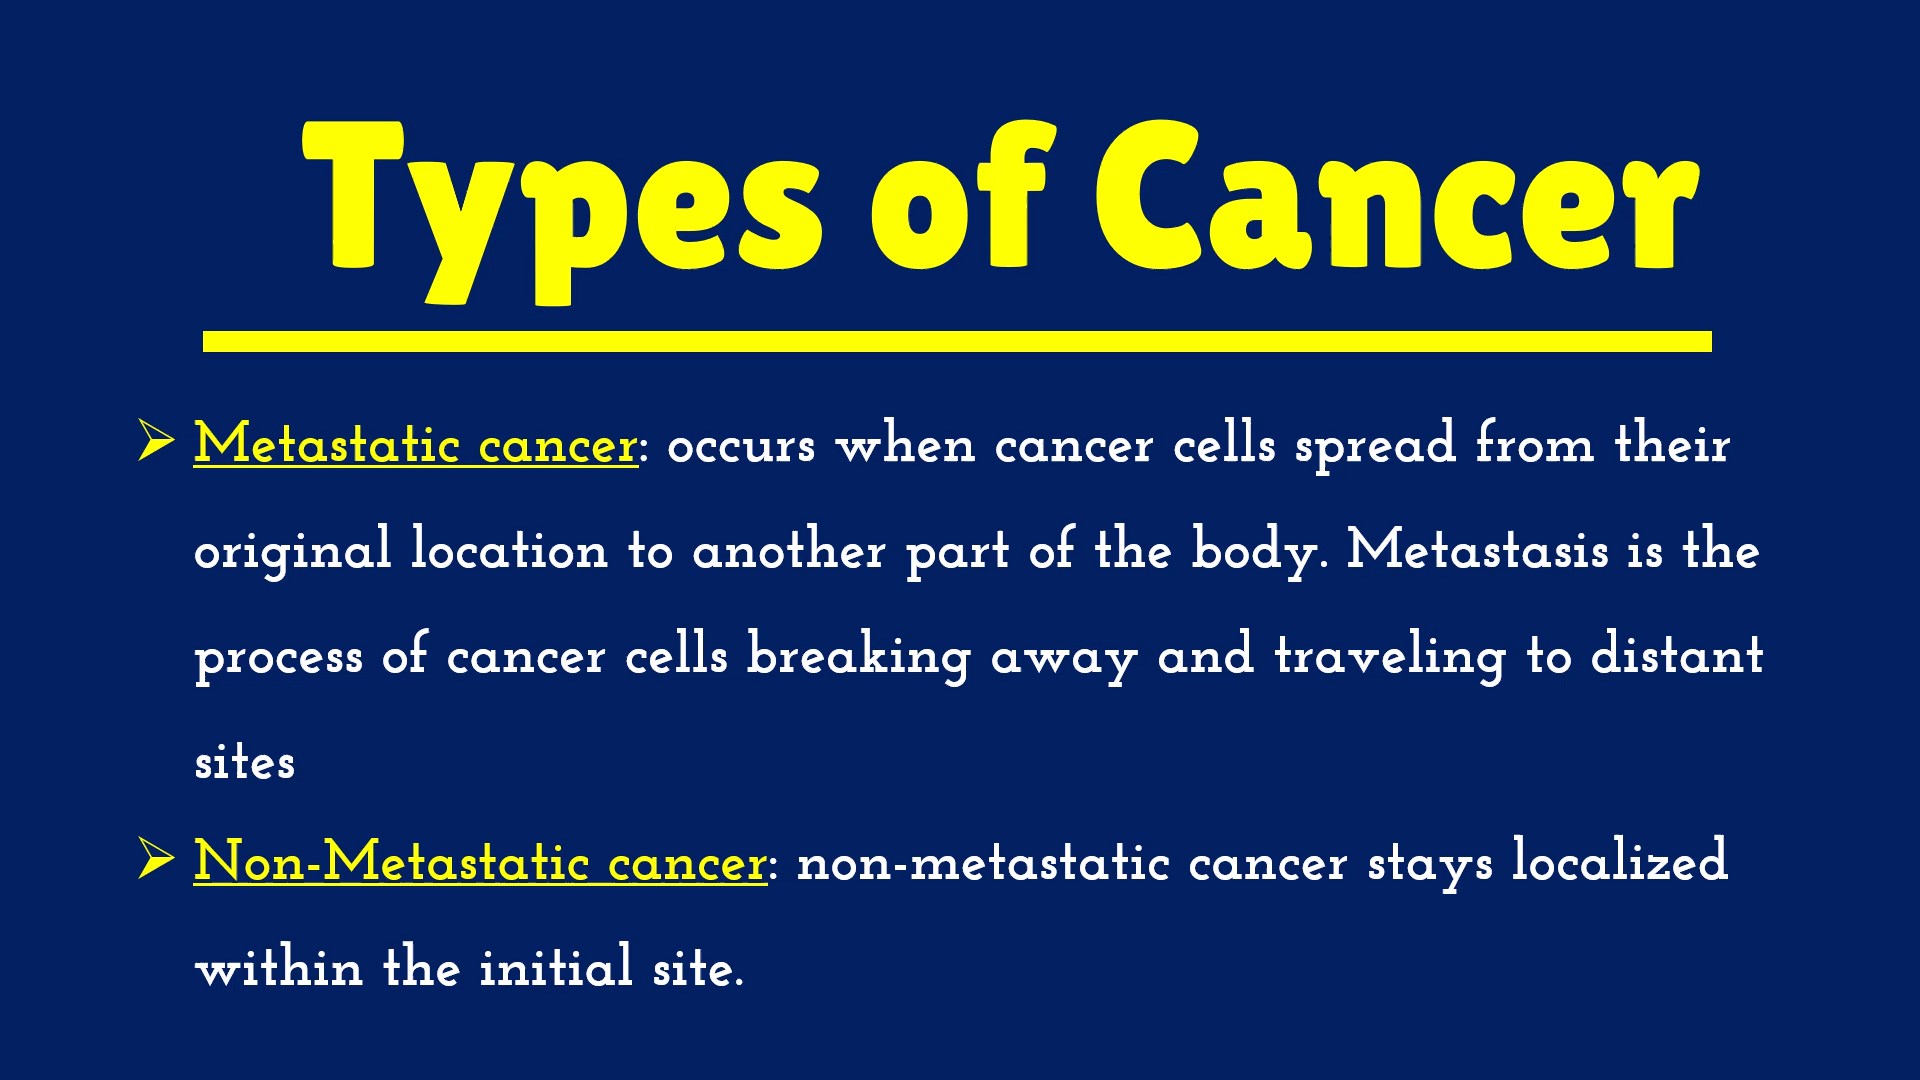 Types of Cancer
➢ Metastatic cancer: occurs when cancer cells spread from their
original location to another part of the body. Metastasis is the
process of cancer cells breaking away and traveling to distant
sites
➢ Non-Metastatic cancer: non-metastatic cancer stays localized
within the initial site.